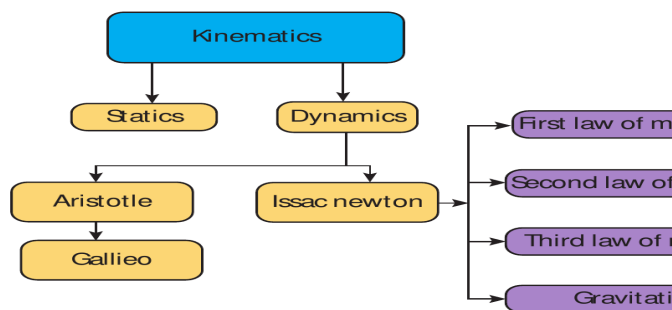 Kinematics
Statics
Dynamics
Aristotle
Issac newton
Gallieo
First law of m
Second law of
Third law of
Gravitati